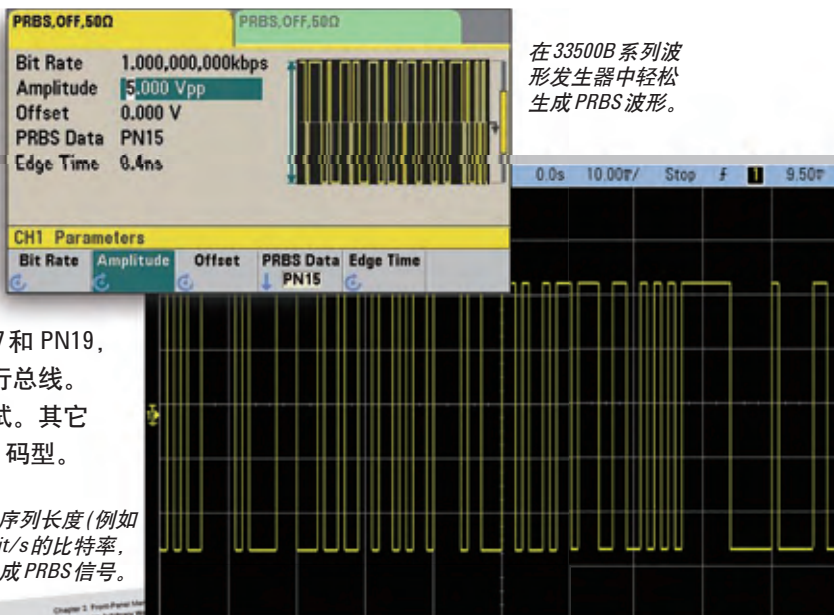 PRBS,OFF,50Ω
PRBS,OFF,50Ω
Bit Rate 1.000,000,000kbps
Amplitude 5.000 Vpp
Offset 0.000 V
PRBS Data PN15
Edge Time 8.4ns
CH1 Parameters
Bit Rate Amplitude Offset PRBS Data Edge Time
PN15
在33500B系列波
形发生器中轻松
生成PRBS波形。
0.0s 10.00 / Stop 1 9.50
7和 PN19,
行总线。
式。其它
码型。
序列长度(例如
it/s的比特率,
成PRBS信号。
Chapter 2. Front-Panel